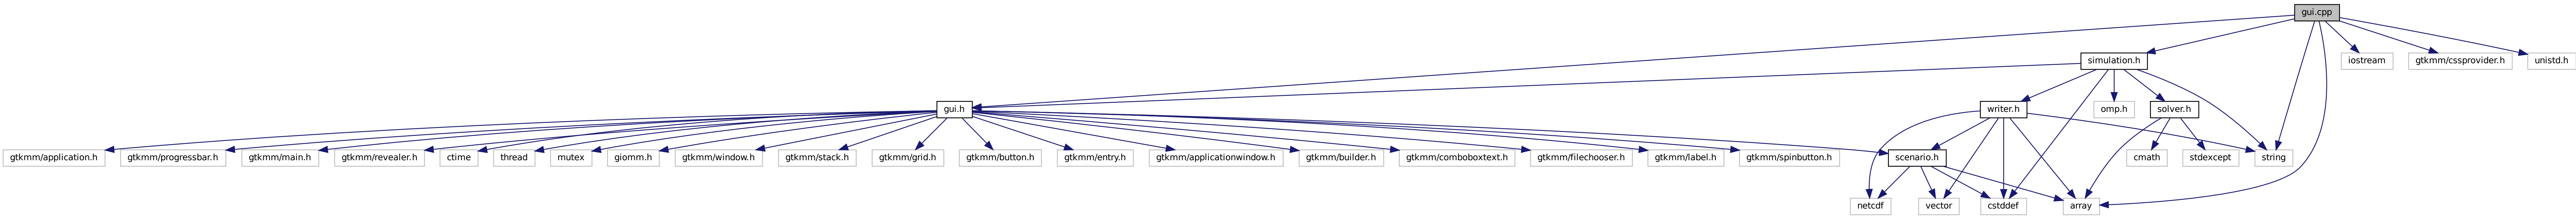 gui.cpp
simulation.h
iostream
gtkmm/cssprovider.h
unistd.h
gui.h
writer.h
omp.h
solver.h
gtkmm/application.h
gtkmm/progressbar.h
gtkmm/main.h
gtkmm/revealer.h
ctime
thread
mutex
giomm.h
gtkmm/window.h
gtkmm/stack.h
gtkmm/grid.h
gtkmm/button.h
gtkmm/entry.h
gtkmm/applicationwindow.h
gtkmm/builder.h
gtkmm/comboboxtext.h
gtkmm/filechooser.h
gtkmm/label.h
gtkmm/spinbutton.h
scenario.h
cmath
stdexcept
string
netcdf
vector
cstddef
array